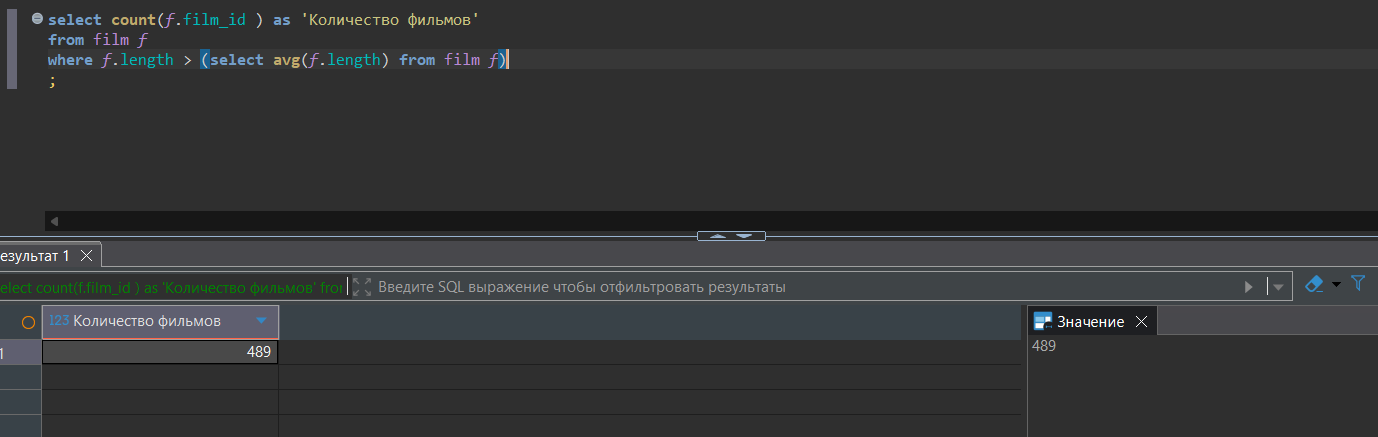 select count(f.film_id ) as 'Количество фильмов'
from film f
where f.length > (select avg(f.length) from film f)
;
езультат 1
elect count(f.film_id ) as 'Количество фильмов' fron
Введите SQL выражение чтобы отфильтровать результаты
123 Количество фильмов
Значение
1
489
489